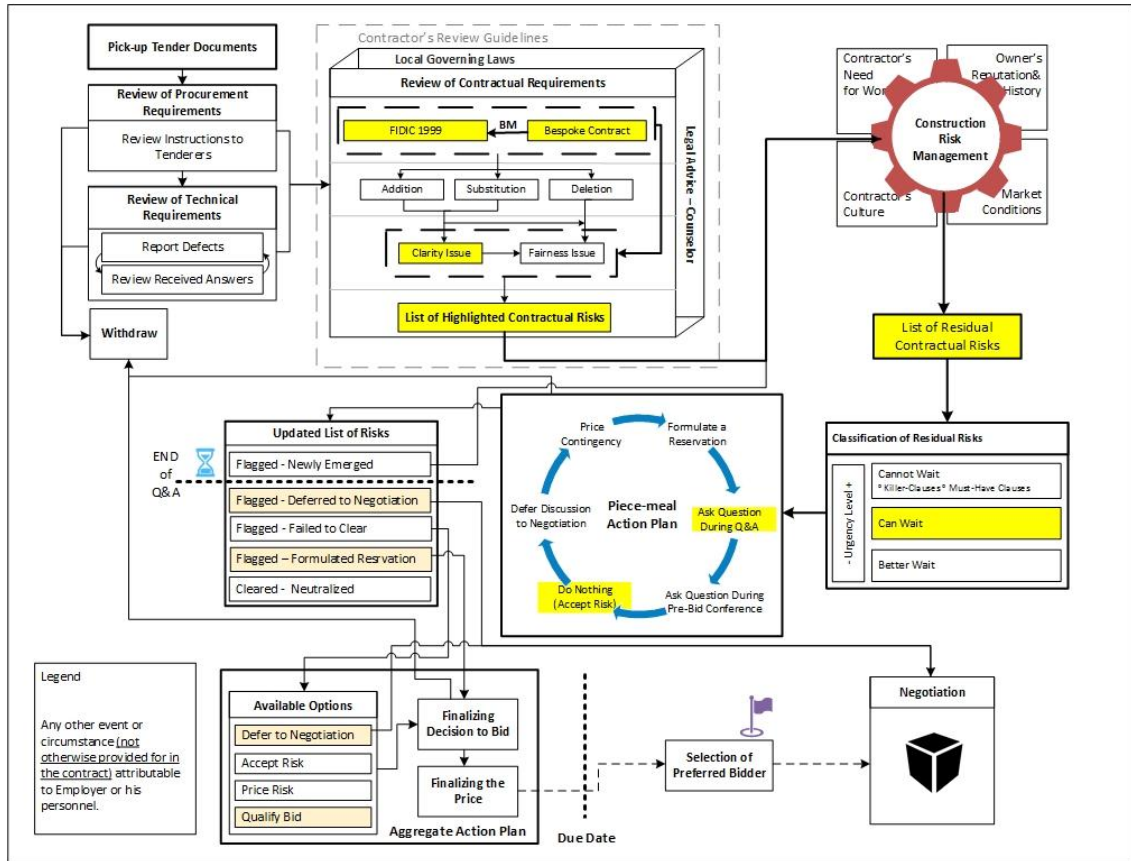 Pick-up Tender Documents
Review of Procurement
Requirements
Review Instructions to
Tenderers
Review of Technical
Requirements
Report Defects
Review Received Answers
Withdraw
Contractor's Review Guidelines
Local Governing Laws
Review of Contractual Requirements
FIDIC 1999
BM
Bespoke Contract
Addition
Substitution
Deletion
Clarity Issue
Fairness Issue
List of Highlighted Contractual Risks
Legal Advice – Counselor
Contractor's
Need
for Wor
Owner's
Reputation&
History
Construction
Risk
Management
Contractor's
Culture
Market
Conditions
List of Residual
Contractual Risks
Classification of Residual Risks
- Urgency Level +
Cannot Wait
* Killer-Clauses * Must-Have Clauses
Can Wait
Better Wait
Piece-meal
Action Plan
Price
Contingency
Formulate a
Reservation
Ask Question
During Q&A
Ask Question During
Pre-Bid Conference
Do Nothing
(Accept Risk)
Defer Discussion
to Negotiation
END
of
Q&A
Updated List of Risks
Flagged - Newly Emerged
Flagged - Deferred to Negotiation
Flagged - Failed to Clear
Flagged – Formulated Resrvation
Cleared - Neutralized
Legend
Any other event or
circumstance (not
otherwise provided for in
the contract) attributable
to Employer or his
personnel.
Available Options
Defer to Negotiation
Accept Risk
Price Risk
Qualify Bid
Finalizing
Decision to Bid
Finalizing the
Price
Aggregate Action Plan
Due Date
Selection of
Preferred Bidder
Negotiation